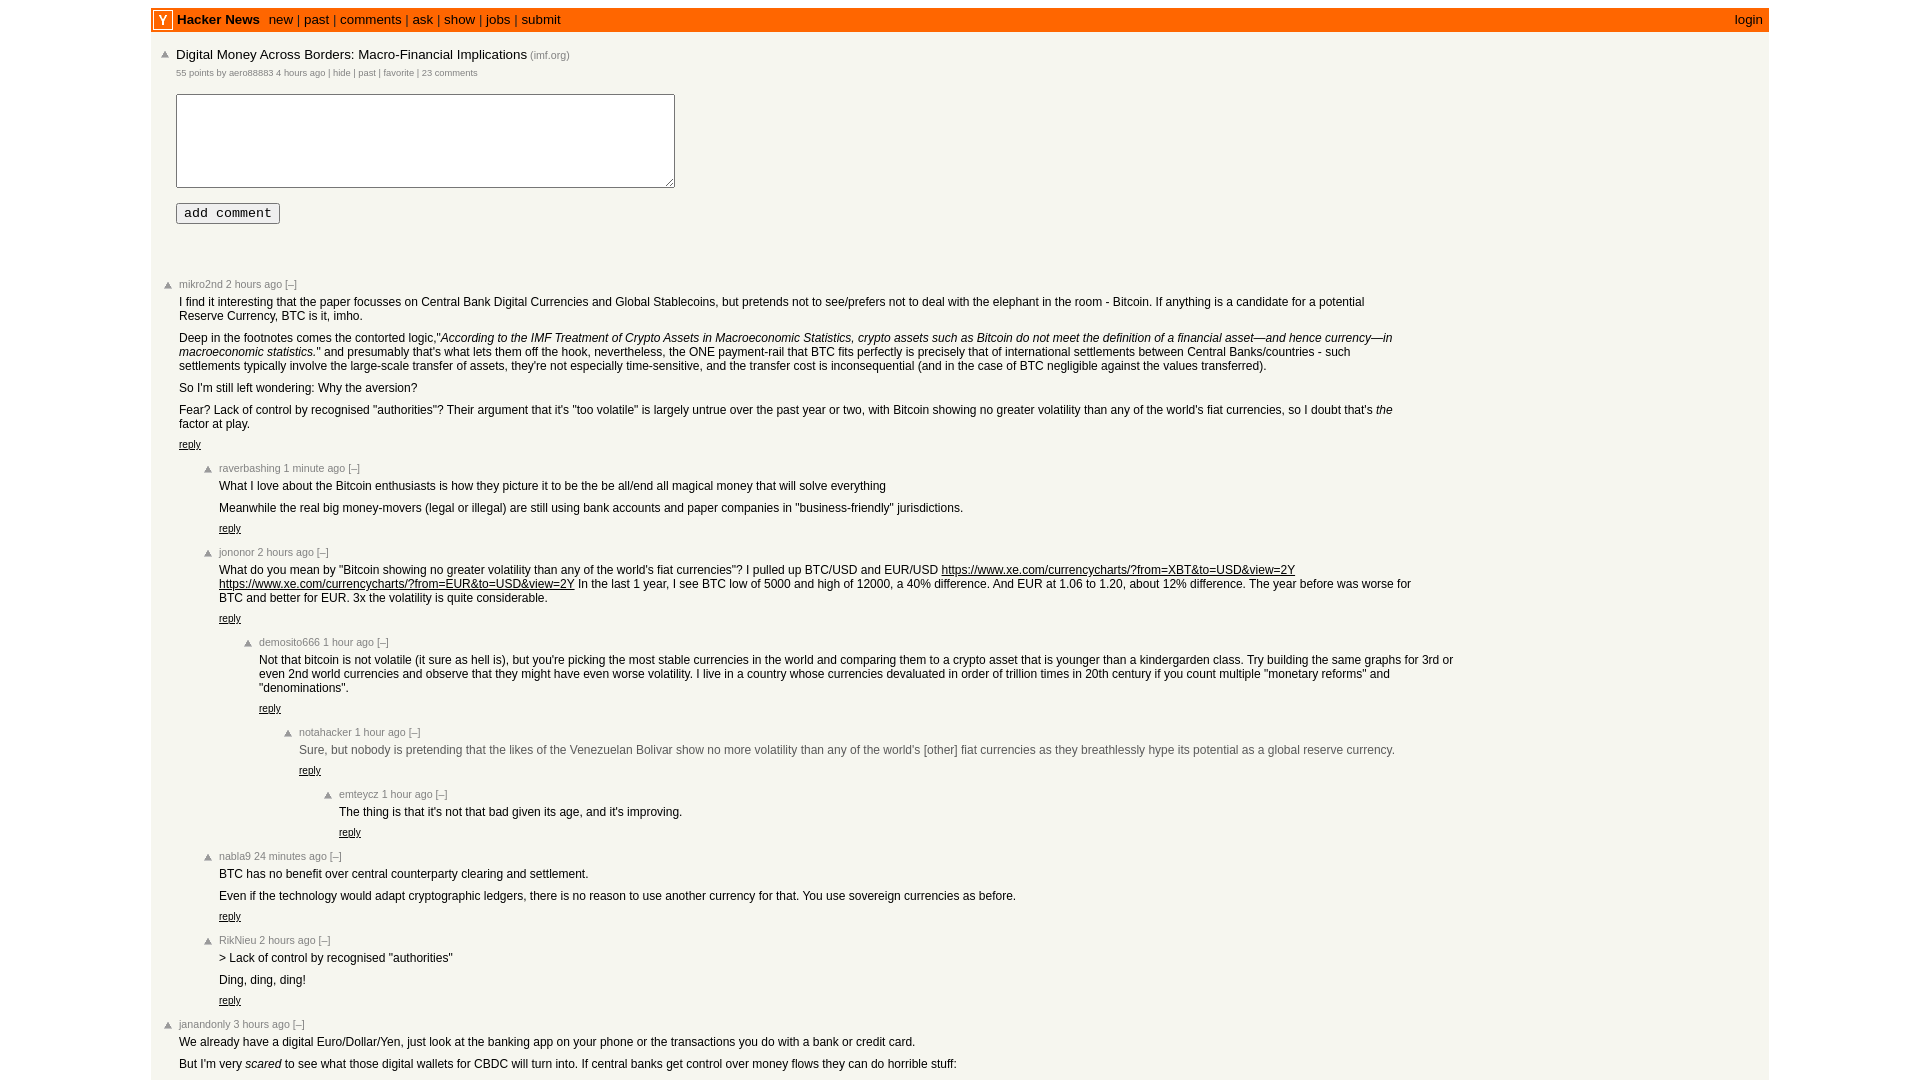 Y Hacker News new | past | comments | ask | show | jobs | submit login
Digital Money Across Borders: Macro-Financial Implications (imf.org)
55 points by aero88883 4 hours ago | hide | past | favorite | 23 comments
add comment
mikro2nd 2 hours ago [–]
I find it interesting that the paper focusses on Central Bank Digital Currencies and Global Stablecoins, but pretends not to see/prefers not to deal with the elephant in the room - Bitcoin. If anything is a candidate for a potential
Reserve Currency, BTC is it, imho.
Deep in the footnotes comes the contorted logic,"According to the IMF Treatment of Crypto Assets in Macroeconomic Statistics, crypto assets such as Bitcoin do not meet the definition of a financial asset—and hence currency—in
macroeconomic statistics." and presumably that's what lets them off the hook, nevertheless, the ONE payment-rail that BTC fits perfectly is precisely that of international settlements between Central Banks/countries - such
settlements typically involve the large-scale transfer of assets, they're not especially time-sensitive, and the transfer cost is inconsequential (and in the case of BTC negligible against the values transferred).
So I'm still left wondering: Why the aversion?
Fear? Lack of control by recognised "authorities"? Their argument that it's "too volatile" is largely untrue over the past year or two, with Bitcoin showing no greater volatility than any of the world's fiat currencies, so I doubt that's the
factor at play.
reply
raverbashing 1 minute ago [–]
What I love about the Bitcoin enthusiasts is how they picture it to be the be all/end all magical money that will solve everything
Meanwhile the real big money-movers (legal or illegal) are still using bank accounts and paper companies in "business-friendly" jurisdictions.
reply
jononor 2 hours ago [–]
What do you mean by "Bitcoin showing no greater volatility than any of the world's fiat currencies"? I pulled up BTC/USD and EUR/USD https://www.xe.com/currencycharts/?from=XBT&to=USD&view=2Y
https://www.xe.com/currencycharts/?from=EUR&to=USD&view=2Y In the last 1 year, I see BTC low of 5000 and high of 12000, a 40% difference. And EUR at 1.06 to 1.20, about 12% difference. The year before was worse for
BTC and better for EUR. 3x the volatility is quite considerable.
reply
demosito666 1 hour ago [–]
Not that bitcoin is not volatile (it sure as hell is), but you're picking the most stable currencies in the world and comparing them to a crypto asset that is younger than a kindergarden class. Try building the same graphs for 3rd or
even 2nd world currencies and observe that they might have even worse volatility. I live in a country whose currencies devaluated in order of trillion times in 20th century if you count multiple "monetary reforms" and
"denominations".
reply
notahacker 1 hour ago [–]
Sure, but nobody is pretending that the likes of the Venezuelan Bolivar show no more volatility than any of the world's [other] fiat currencies as they breathlessly hype its potential as a global reserve currency.
reply
emteycz 1 hour ago [–]
The thing is that it's not that bad given its age, and it's improving.
reply
nabla9 24 minutes ago [–]
BTC has no benefit over central counterparty clearing and settlement.
Even if the technology would adapt cryptographic ledgers, there is no reason to use another currency for that. You use sovereign currencies as before.
reply
RikNieu 2 hours ago [–]
> Lack of control by recognised "authorities"
Ding, ding, ding!
reply
janandonly 3 hours ago [–]
We already have a digital Euro/Dollar/Yen, just look at the banking app on your phone or the transactions you do with a bank or credit card.
But I'm very scared to see what those digital wallets for CBDC will turn into. If central banks get control over money flows they can do horrible stuff: